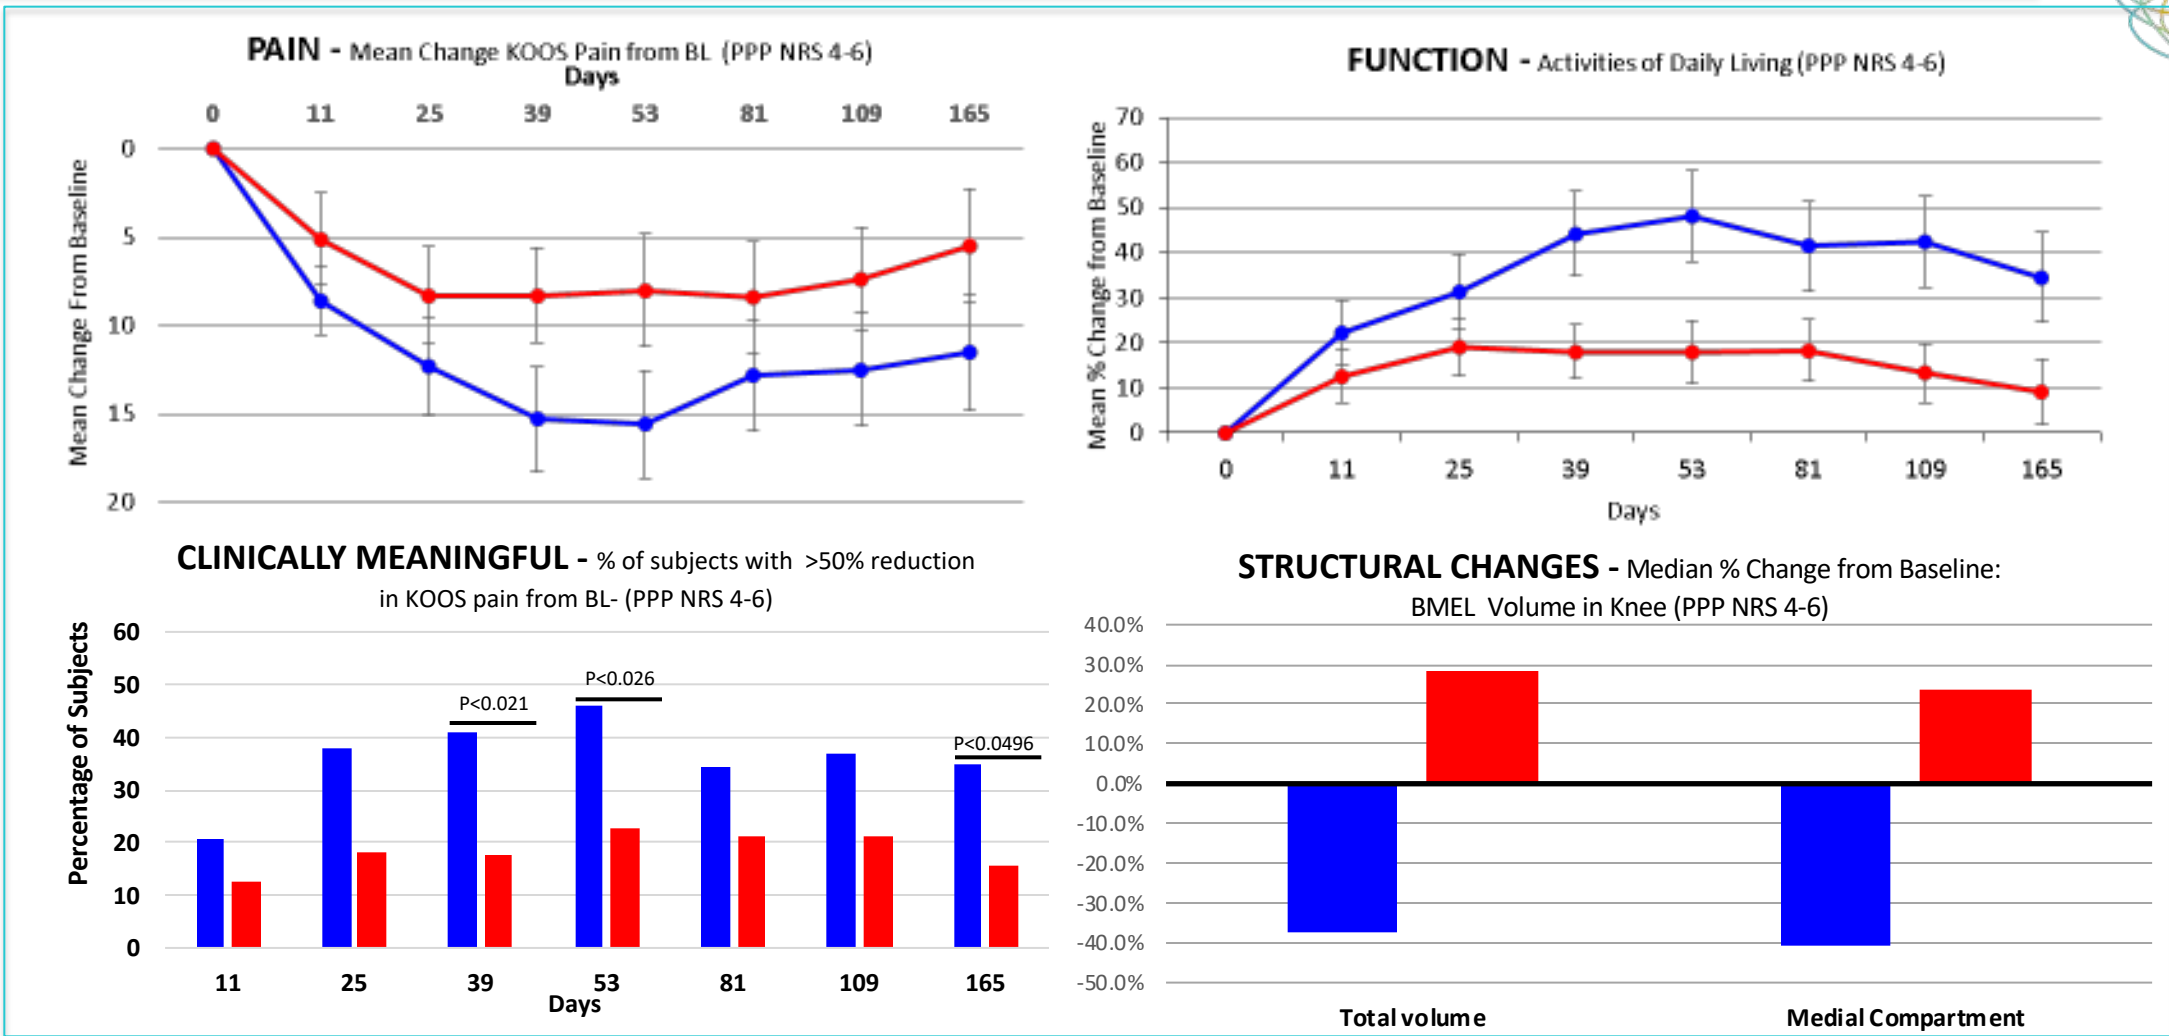 PAIN - Mean Change KOOS Pain from BL (PPP NRS 4-6)
Days
0 11 25 39 53 81 109 165
Mean Change From Baseline
0
5
10
15
20
FUNCTION - Activities of Daily Living (PPP NRS 4-6)
Mean % Change from Baseline
70
60
50
40
30
20
10
0
0 11 25 39 53 81 109 165
Days
CLINICALLY MEANINGFUL - % of subjects with >50% reduction
in KOOS pain from BL- (PPP NRS 4-6)
Percentage of Subjects
60
50
40
30
20
10
0
P<0.021
P<0.026
P<0.0496
11 25 39 53 81 109 165
Days
STRUCTURAL CHANGES - Median % Change from Baseline:
BMEL Volume in Knee (PPP NRS 4-6)
40.0%
30.0%
20.0%
10.0%
0.0%
-10.0%
-20.0%
-30.0%
-40.0%
-50.0%
Total volume Medial Compartment